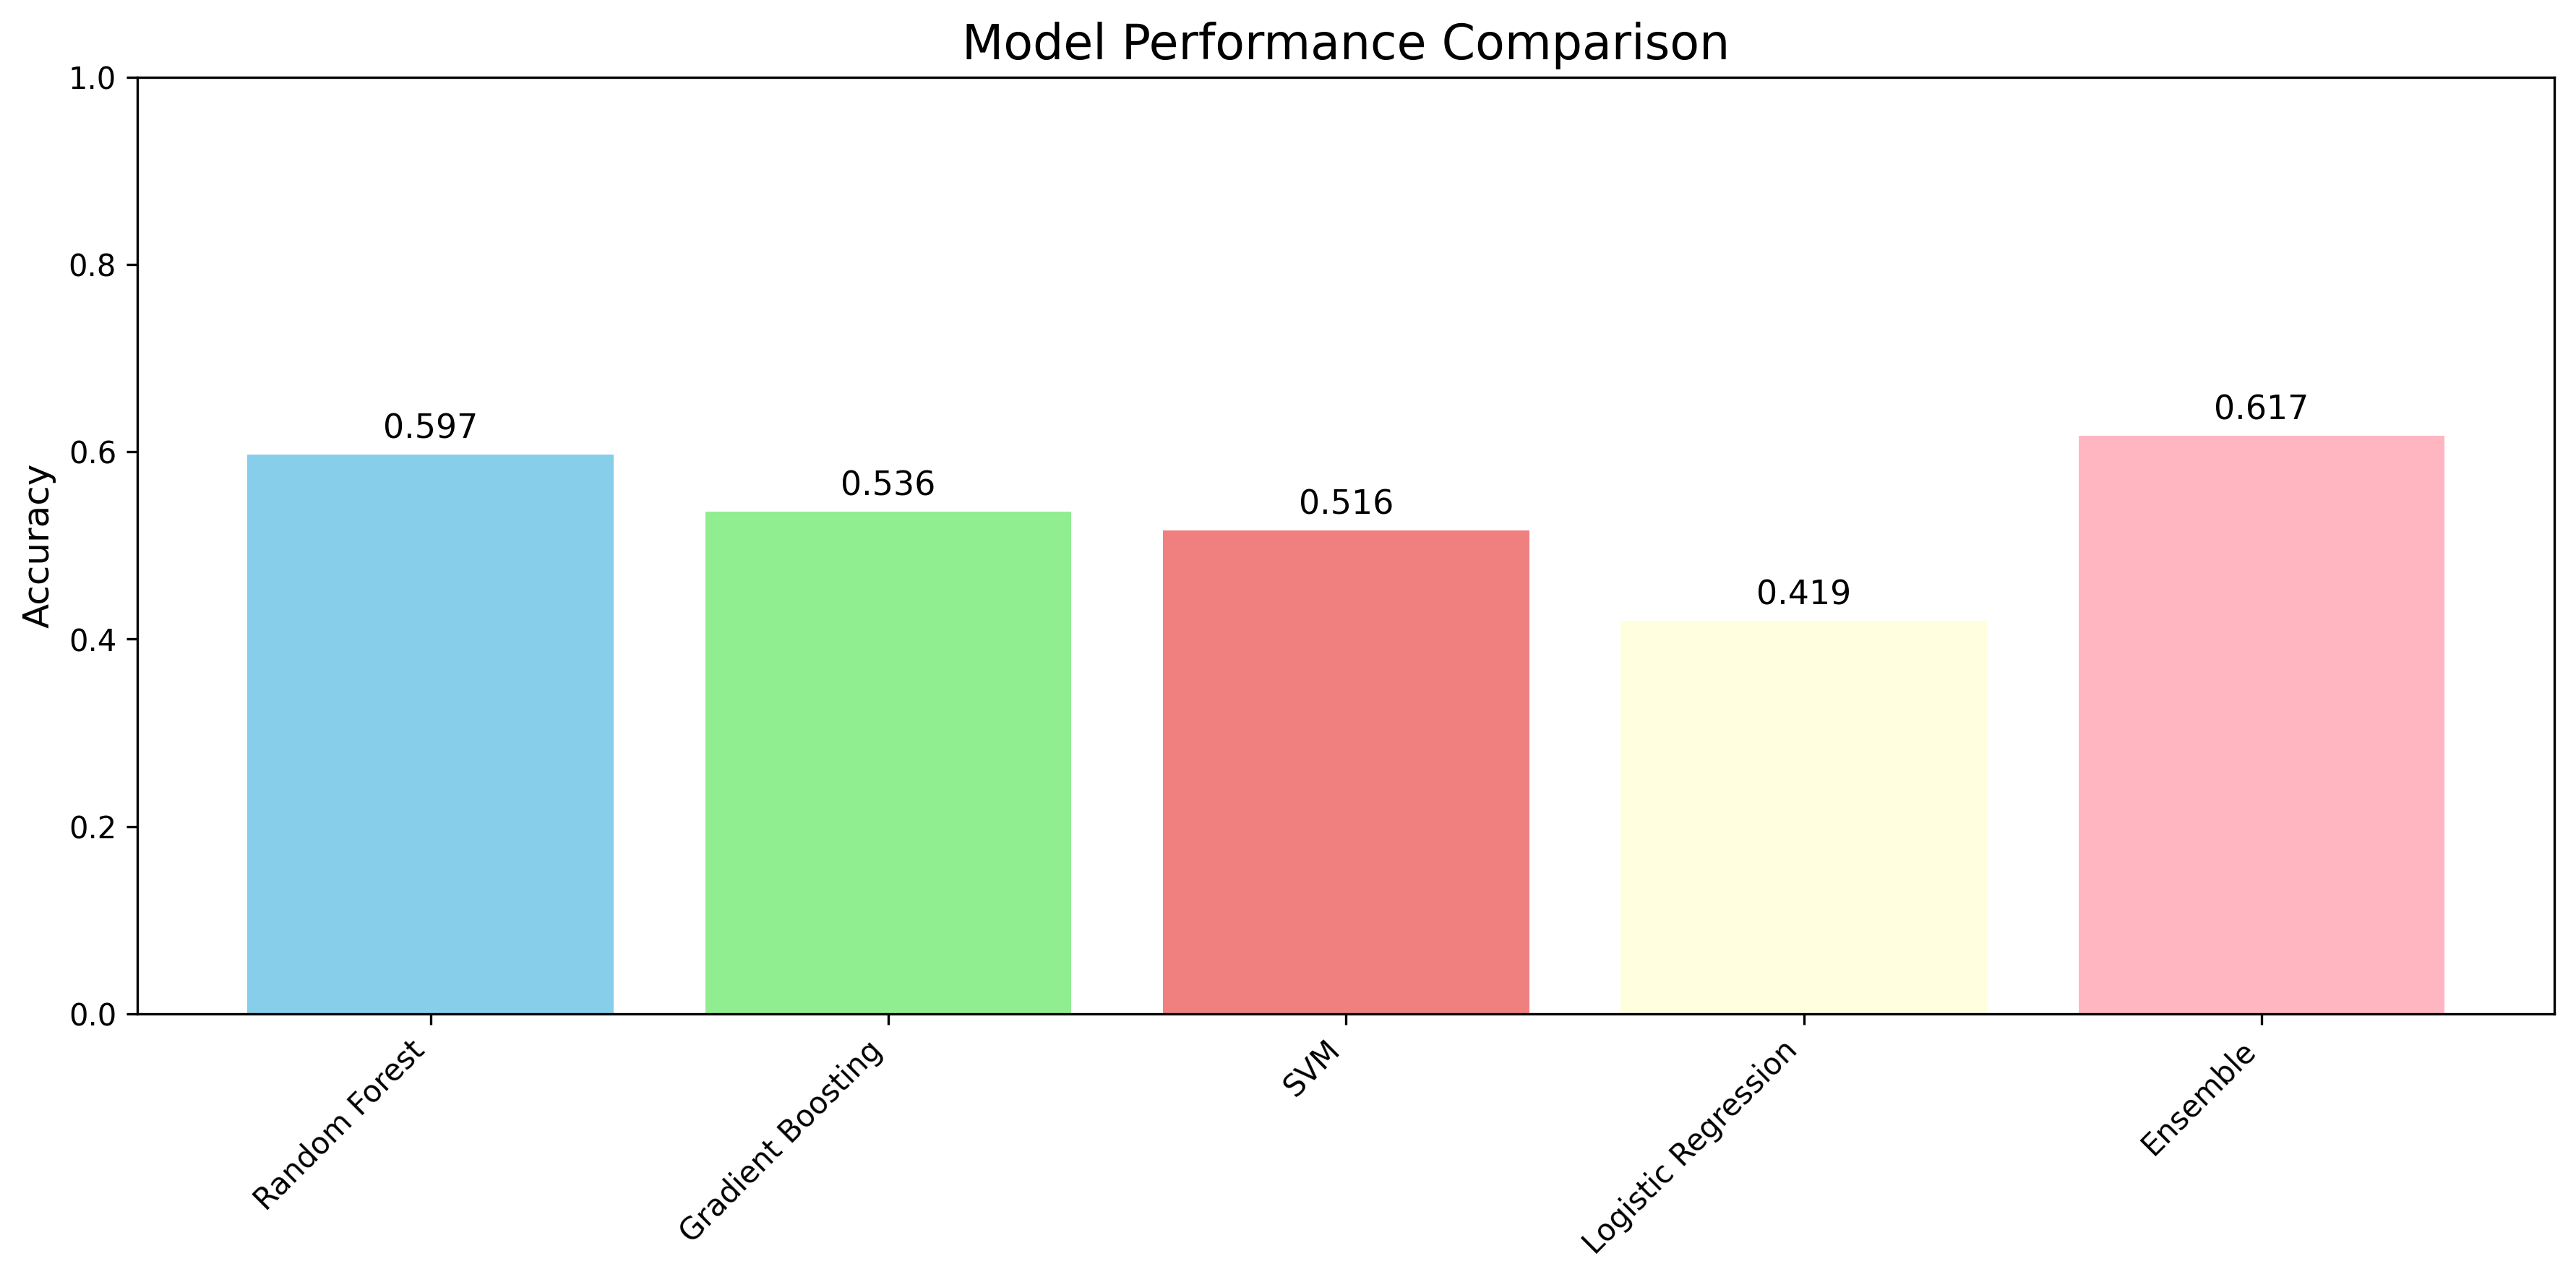 Model Performance Comparison
Accuracy
1.0
0.8
0.6
0.4
0.2
0.0
0.597
0.536
0.516
0.419
0.617
Random Forest
Gradient Boosting
SVM
Logistic Regression
Ensemble